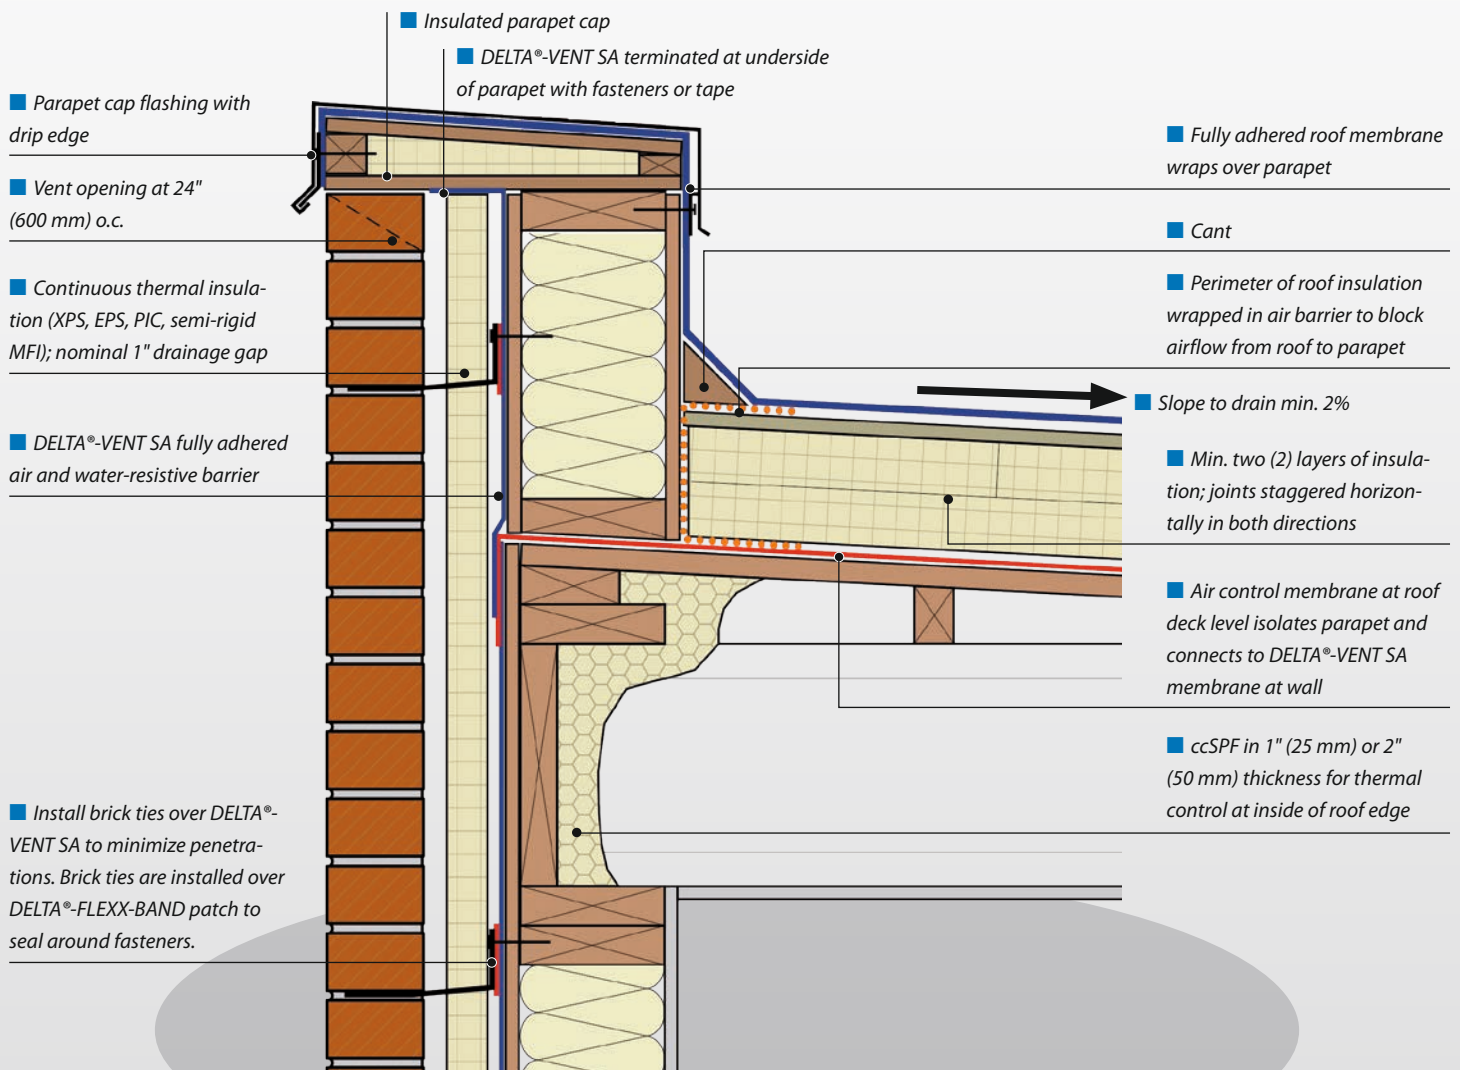 Insulated parapet cap
DELTA®-VENT SA terminated at underside
of parapet with fasteners or tape
Parapet cap flashing with
drip edge
Vent opening at 24"
(600 mm) o.c.
Continuous thermal insula-
tion (XPS, EPS, PIC, semi-rigid
MFI); nominal 1" drainage gap
DELTA®-VENT SA fully adhered
air and water-resistive barrier
Install brick ties over DELTA®-
VENT SA to minimize penetra-
tions. Brick ties are installed over
DELTA®-FLEXX-BAND patch to
seal around fasteners.
Fully adhered roof membrane
wraps over parapet
Cant
Perimeter of roof insulation
wrapped in air barrier to block
airflow from roof to parapet
Slope to drain min. 2%
Min. two (2) layers of insula-
tion; joints staggered horizon-
tally in both directions
Air control membrane at roof
deck level isolates parapet and
connects to DELTA®-VENT SA
membrane at wall
ccSPF in 1" (25 mm) or 2"
(50 mm) thickness for thermal
control at inside of roof edge